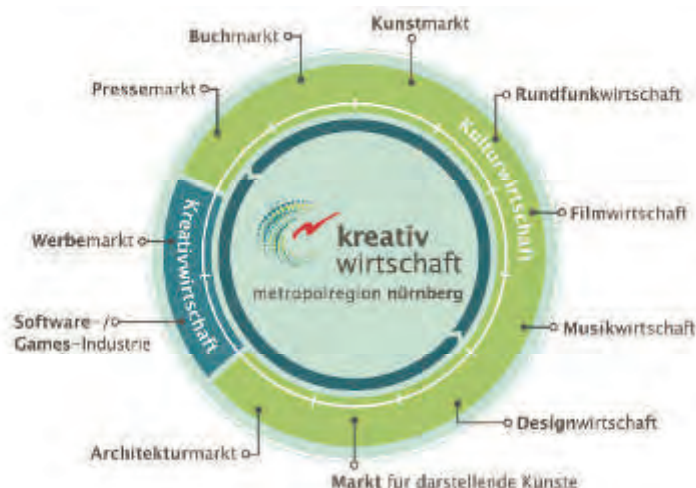 Kunstmarkt
Buchmarkt
Pressemarkt
Rundfunkwirtschaft
Kulturwirtschaft
Filmwirtschaft
Kreativwirtschaft
Werbemarkt
kreativ
wirtschaft
metropolregion nürnberg
Software-/
Games-Industrie
Musikwirtschaft
Designwirtschaft
Architekturmarkt
Markt für darstellende Künste